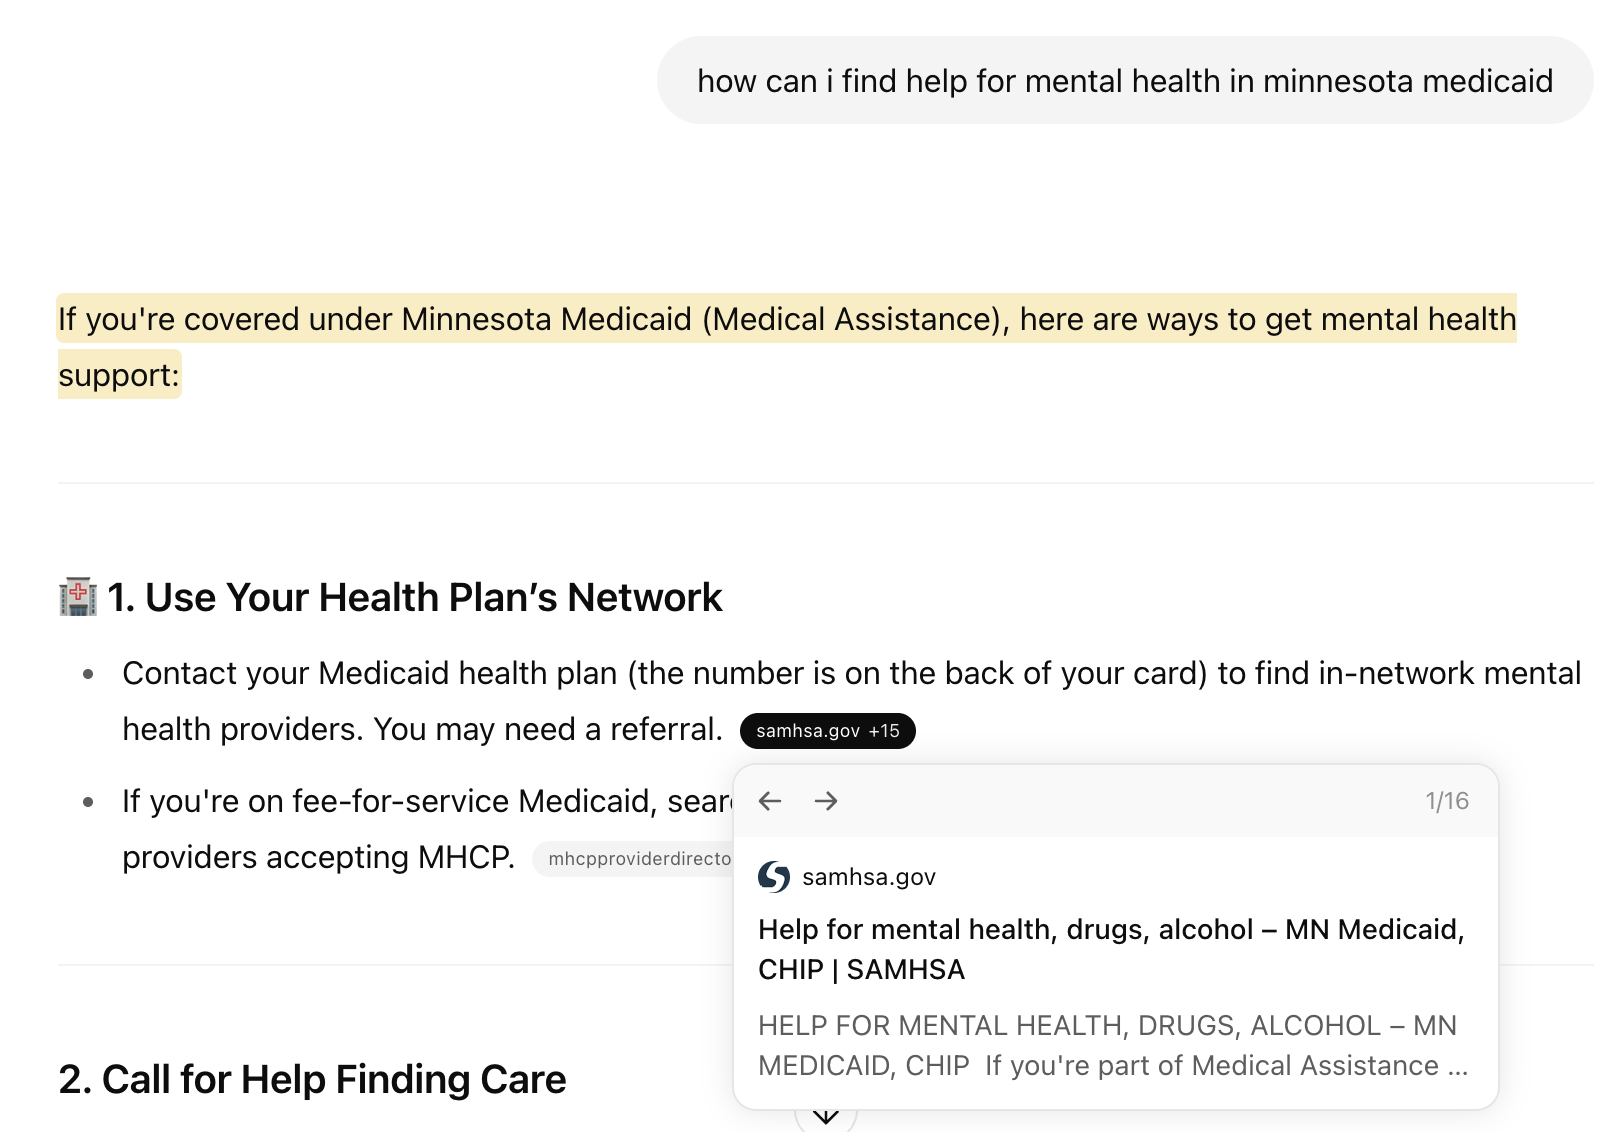 how can i find help for mental health in minnesota medicaid
If you're covered under Minnesota Medicaid (Medical Assistance), here are ways to get mental health
support:
1. Use Your Health Plan’s Network
Contact your Medicaid health plan (the number is on the back of your card) to find in-network mental
health providers. You may need a referral. samhsa.gov +15
If you're on fee-for-service Medicaid,
providers accepting MHCP.
1/16
samhsa.gov
Help for mental health, drugs, alcohol – MN Medicaid,
CHIP | SAMHSA
HELP FOR MENTAL HEALTH, DRUGS, ALCOHOL – MN
MEDICAID, CHIP If you're part of Medical Assistance ...
2. Call for Help Finding Care